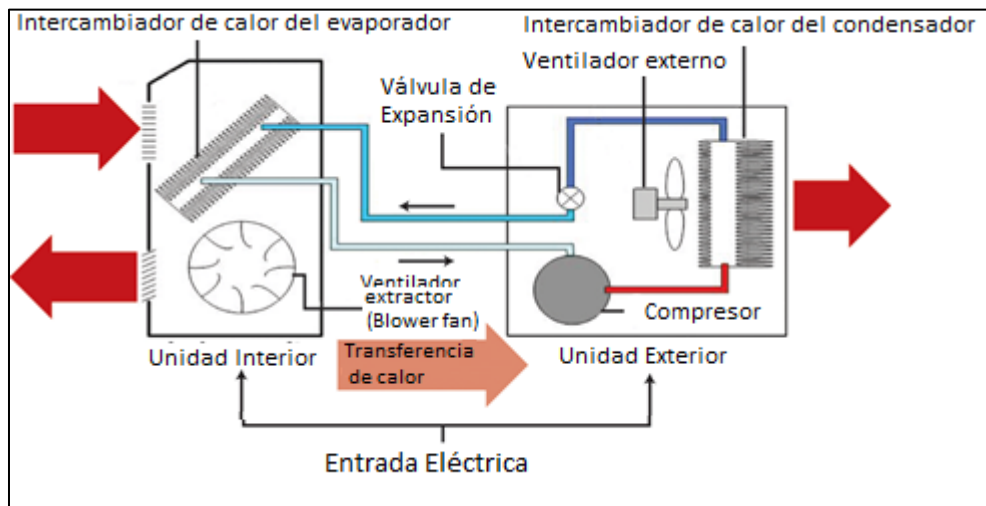 Intercambiador de calor del evaporador
Intercambiador de calor del condensador
Ventilador externo
Válvula de
Expansión
Ventilador
extractor
(Blower fan)
Compresor
Unidad Interior
Transferencia
de calor
Unidad Exterior
Entrada Eléctrica